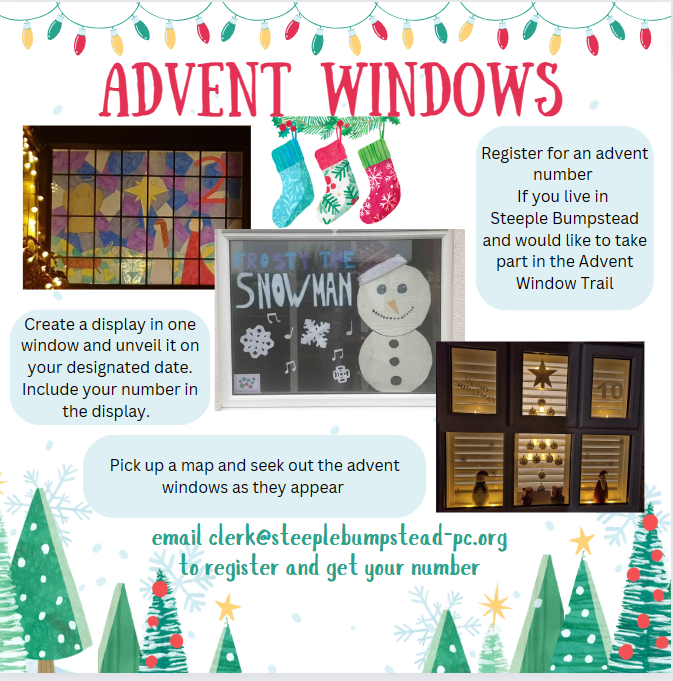 ADVENT WINDOWS
Register for an advent
number
If you live in
Steeple Bumpstead
and would like to take
part in the Advent
Window Trail
2
FROSTY THE
SNOWMAN
Create a display in one
window and unveil it on
your designated date.
Include your number in
the display.
10
Pick up a map and seek out the advent
windows as they appear
email clerk@steeplebumpstead-pc.org
to register and get your number